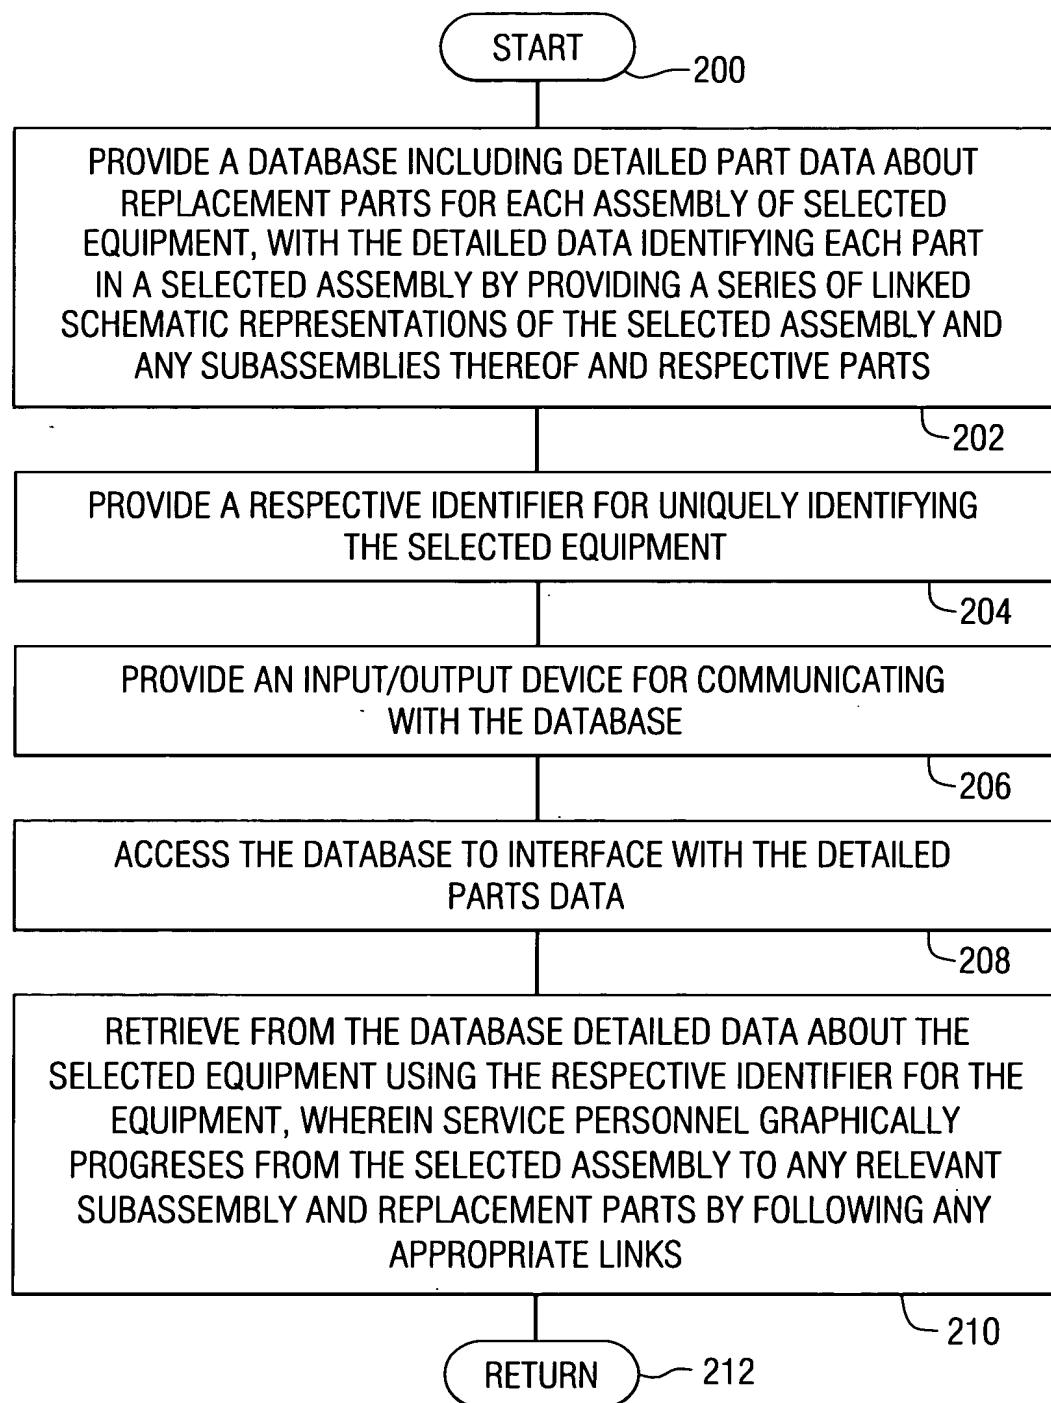 START
200
PROVIDE A DATABASE INCLUDING DETAILED PART DATA ABOUT
REPLACEMENT PARTS FOR EACH ASSEMBLY OF SELECTED
EQUIPMENT, WITH THE DETAILED DATA IDENTIFYING EACH PART
IN A SELECTED ASSEMBLY BY PROVIDING A SERIES OF LINKED
SCHEMATIC REPRESENTATIONS OF THE SELECTED ASSEMBLY AND
ANY SUBASSEMBLIES THEREOF AND RESPECTIVE PARTS
202
PROVIDE A RESPECTIVE IDENTIFIER FOR UNIQUELY IDENTIFYING
THE SELECTED EQUIPMENT
204
PROVIDE AN INPUT/OUTPUT DEVICE FOR COMMUNICATING
WITH THE DATABASE
206
ACCESS THE DATABASE TO INTERFACE WITH THE DETAILED
PARTS DATA
208
RETRIEVE FROM THE DATABASE DETAILED DATA ABOUT THE
SELECTED EQUIPMENT USING THE RESPECTIVE IDENTIFIER FOR THE
EQUIPMENT, WHEREIN SERVICE PERSONNEL GRAPHICALLY
PROGRESES FROM THE SELECTED ASSEMBLY TO ANY RELEVANT
SUBASSEMBLY AND REPLACEMENT PARTS BY FOLLOWING ANY
APPROPRIATE LINKS
210
RETURN
212